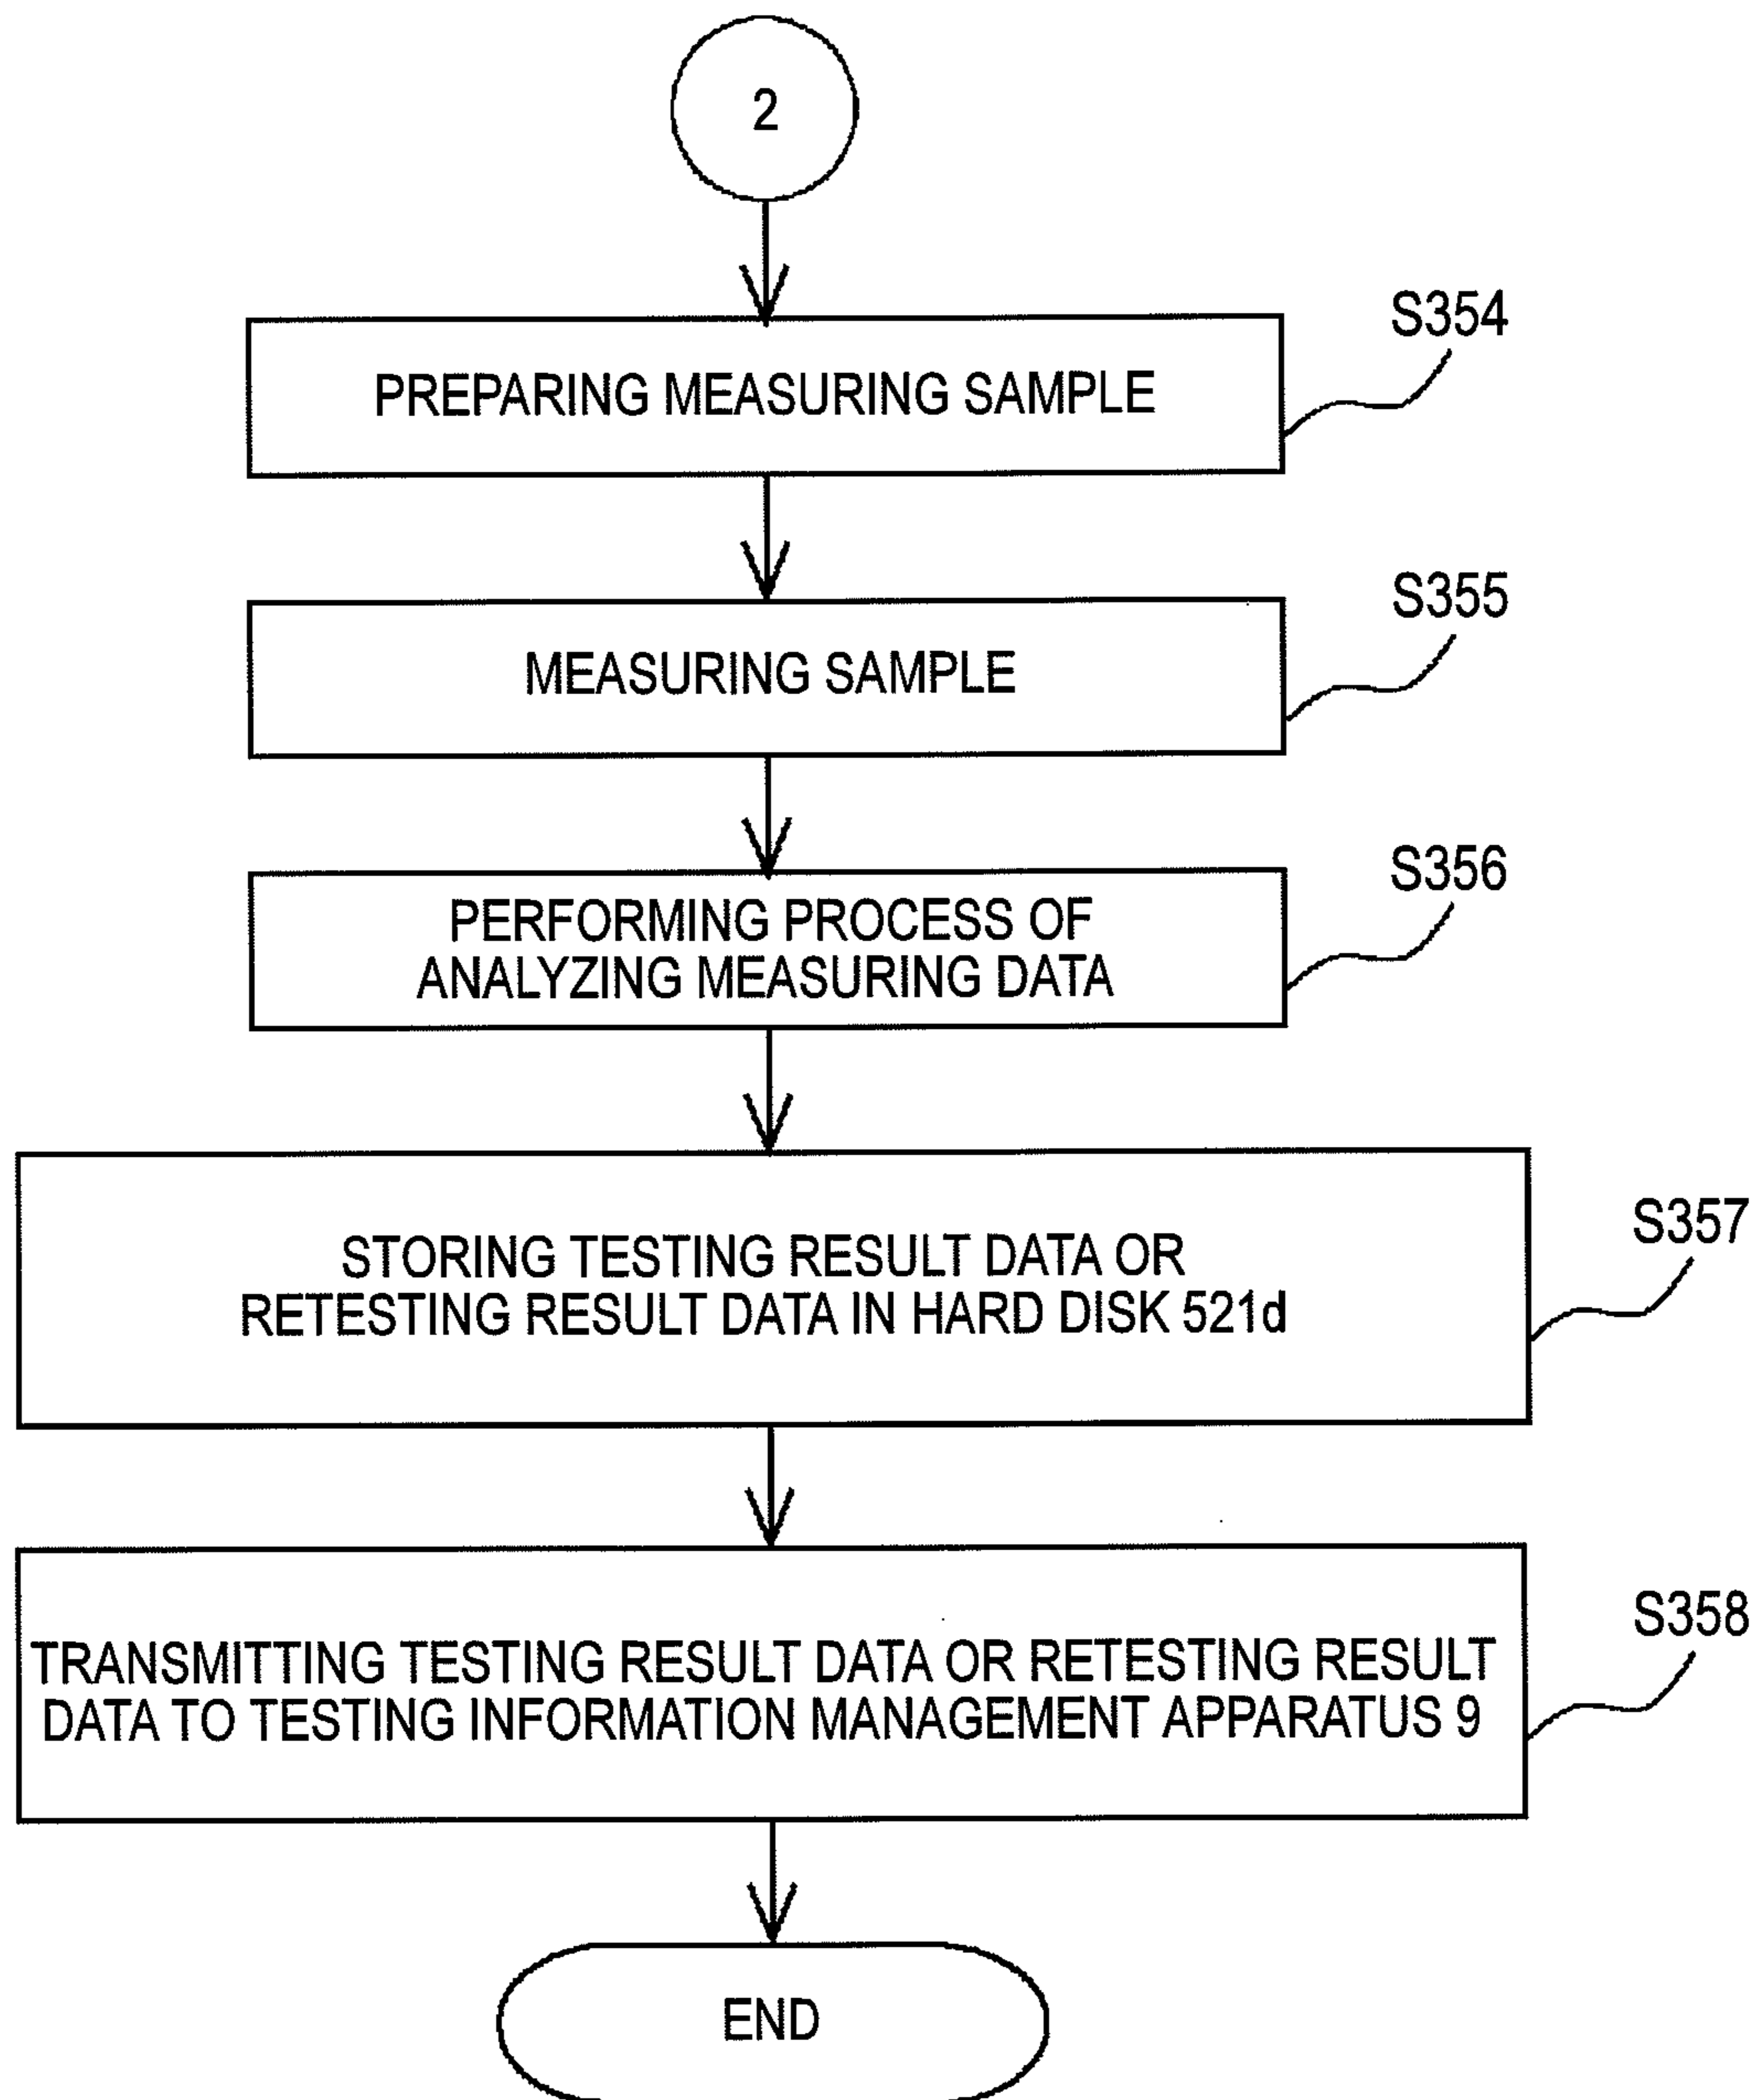 2
S354
PREPARING MEASURING SAMPLE
S355
MEASURING SAMPLE
S356
PERFORMING PROCESS OF
ANALYZING MEASURING DATA
S357
STORING TESTING RESULT DATA OR
RETESTING RESULT DATA IN HARD DISK 521d
S358
TRANSMITTING TESTING RESULT DATA OR RETESTING RESULT
DATA TO TESTING INFORMATION MANAGEMENT APPARATUS 9
END